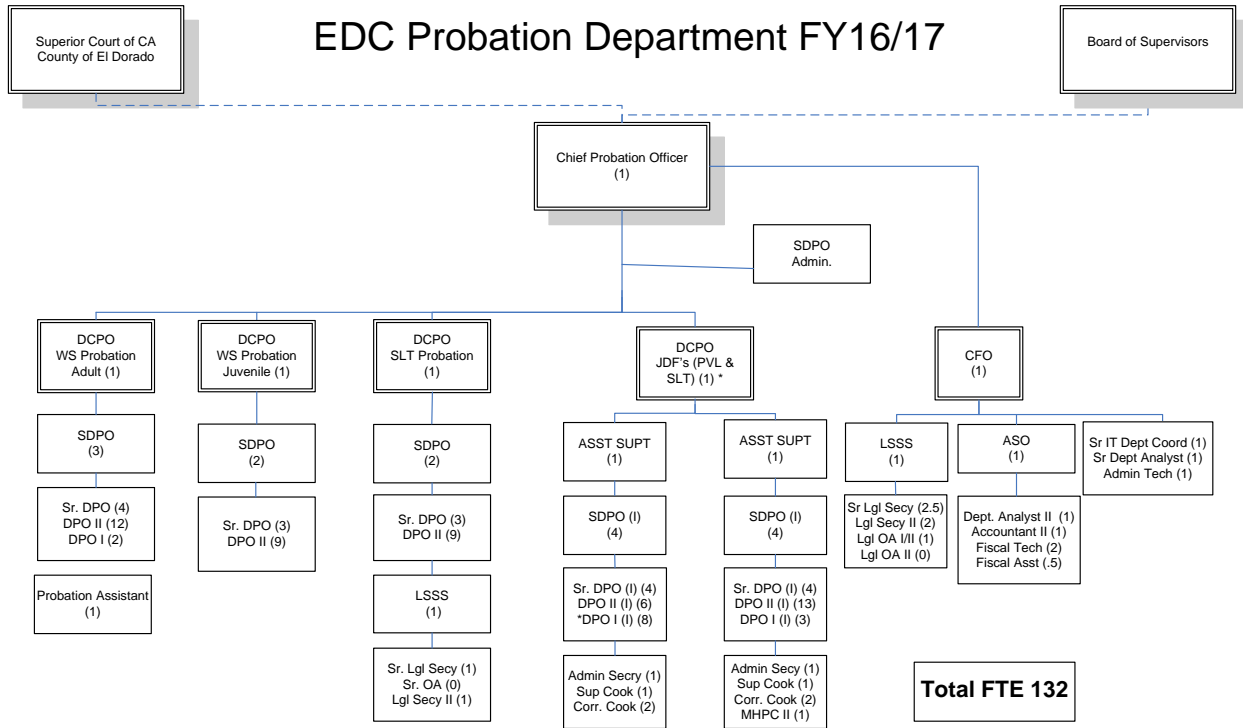 EDC Probation Department FY16/17
Superior Court of CA
County of El Dorado
Board of Supervisors
Chief Probation Officer
(1)
SDPO
Admin.
DCPO
WS Probation
Adult (1)
SDPO
(3)
Sr. DPO (4)
DPO II (12)
DPO I (2)
Probation Assistant
(1)
DCPO
WS Probation
Juvenile (1)
SDPO
(2)
Sr. DPO (3)
DPO II (9)
DCPO
SLT Probation
(1)
SDPO
(2)
Sr. DPO (3)
DPO II (9)
LSSS
(1)
Sr. Lgl Secy (1)
Sr. OA (0)
Lgl Secy II (1)
DCPO
JDF's (PVL &
SLT) (1) *
ASST SUPT
(1)
SDPO (I)
(4)
Sr. DPO (I) (4)
DPO II (I) (6)
*DPO I (I) (8)
Admin Secry (1)
Sup Cook (1)
Corr. Cook (2)
ASST SUPT
(1)
SDPO (I)
(4)
Sr. DPO (I) (4)
DPO II (I) (13)
DPO I (I) (3)
Admin Secy (1)
Sup Cook (1)
Corr. Cook (2)
MHPC II (1)
CFO
(1)
LSSS
(1)
Sr Lgl Secy (2.5)
Lgl Secy II (2)
Lgl OA I/II (1)
Lgl OA II (0)
ASO
(1)
Dept. Analyst II (1)
Accountant II (1)
Fiscal Tech (2)
Fiscal Asst (.5)
Sr IT Dept Coord (1)
Sr Dept Analyst (1)
Admin Tech (1)
Total FTE 132